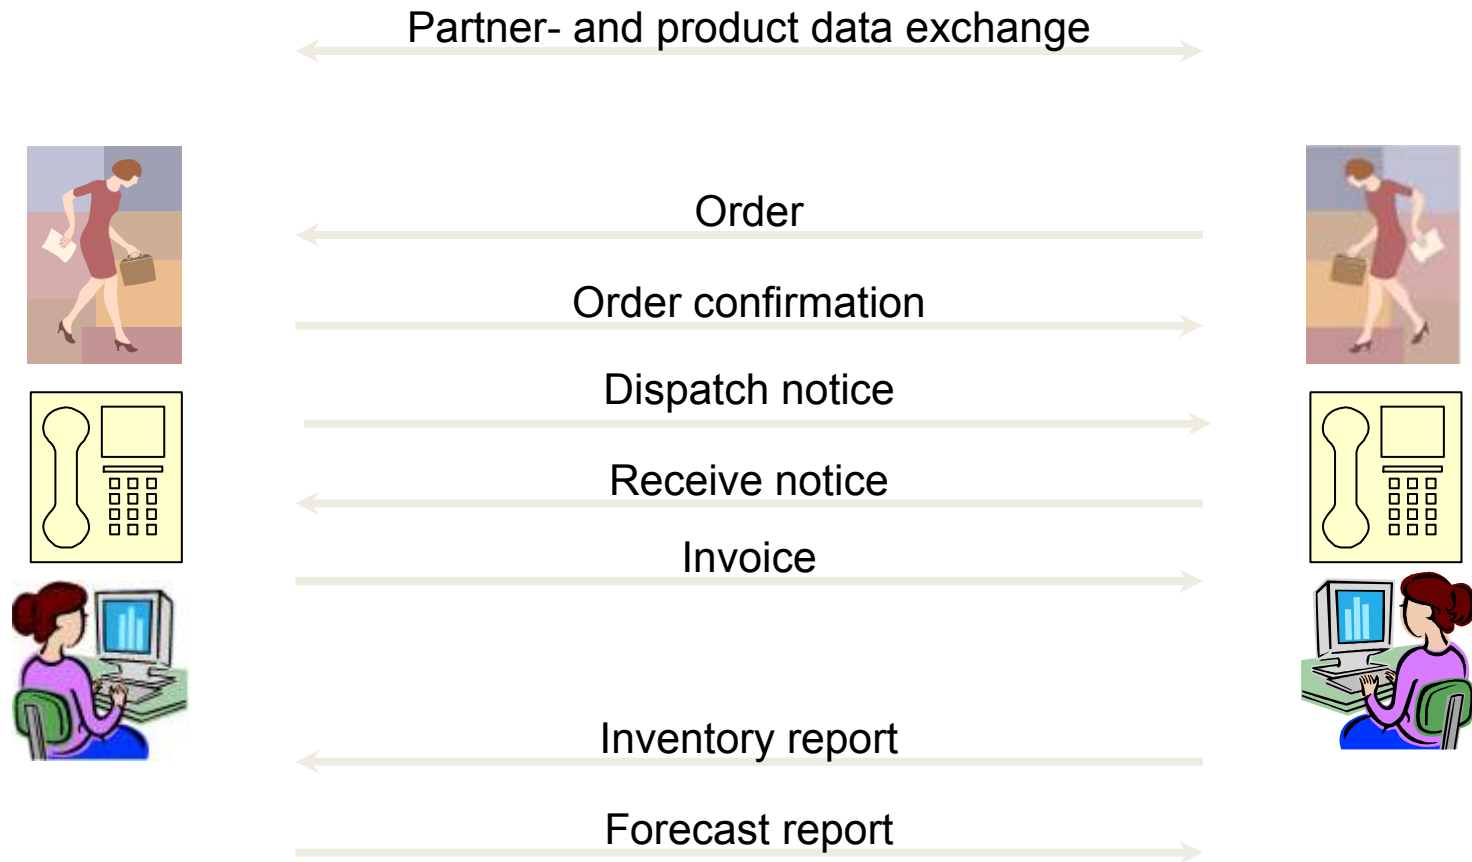 Partner- and product data exchange
Order
Order confirmation
Dispatch notice
Receive notice
Invoice
Inventory report
Forecast report